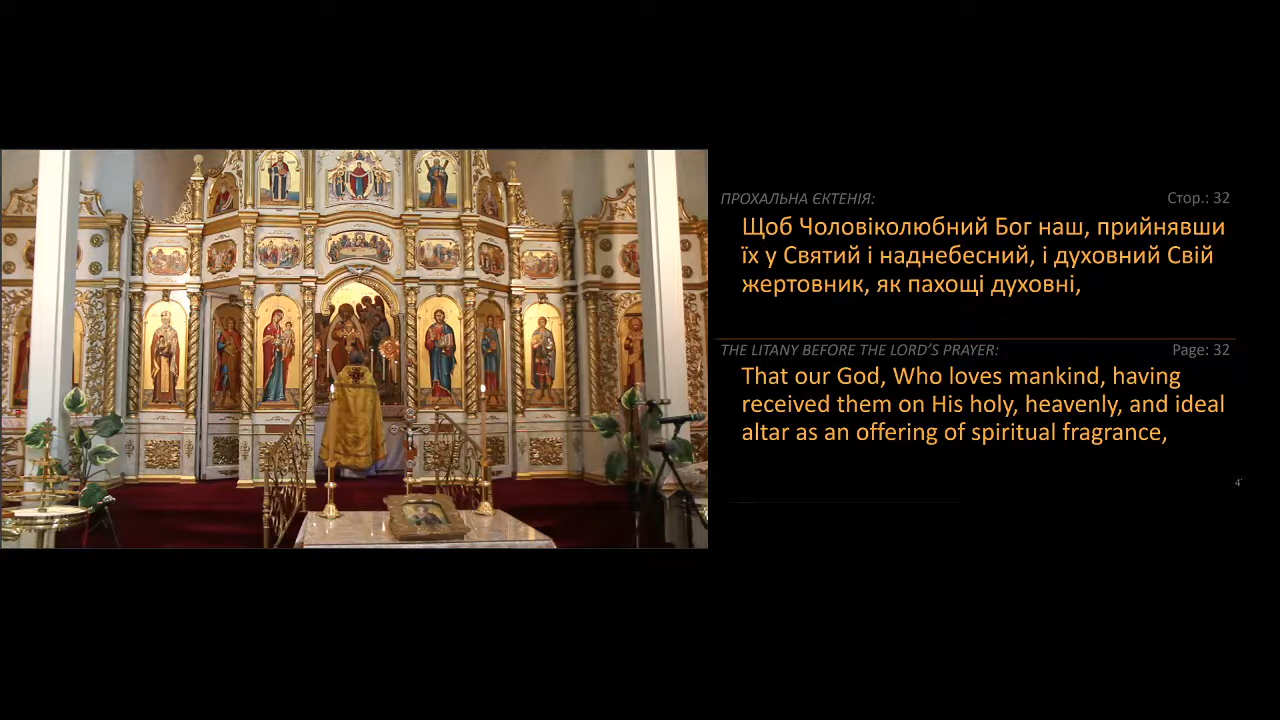 ПРОХАЛЬНА ЄКТЕНІЯ: Стор.: 32
Щоб Чоловіколюбний Бог наш, прийнявши
їх у Святий і наднебесний, і духовний Свій
жертовник, як пахощі духовні,
THE LITANY BEFORE THE LORD’S PRAYER: Page: 32
That our God, Who loves mankind, having
received them on His holy, heavenly, and ideal
altar as an offering of spiritual fragrance,